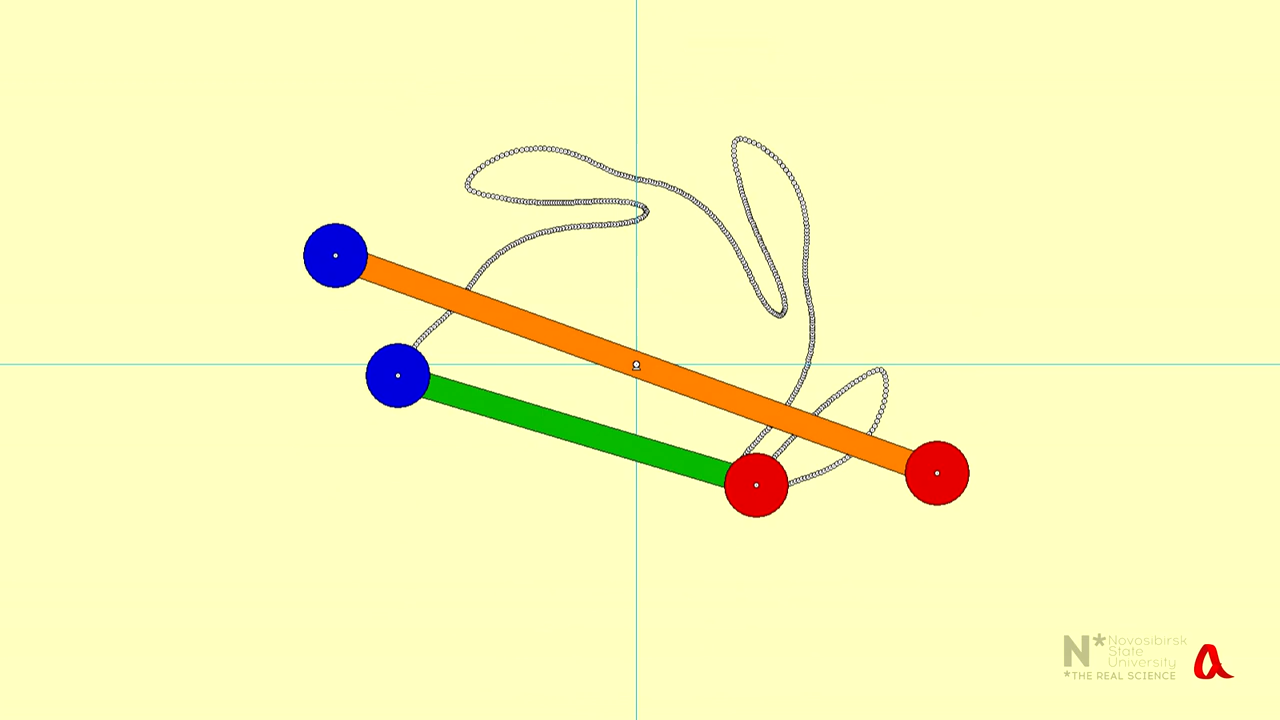 N*
Novosibirsk
State
University
*THE REAL SCIENCE
a